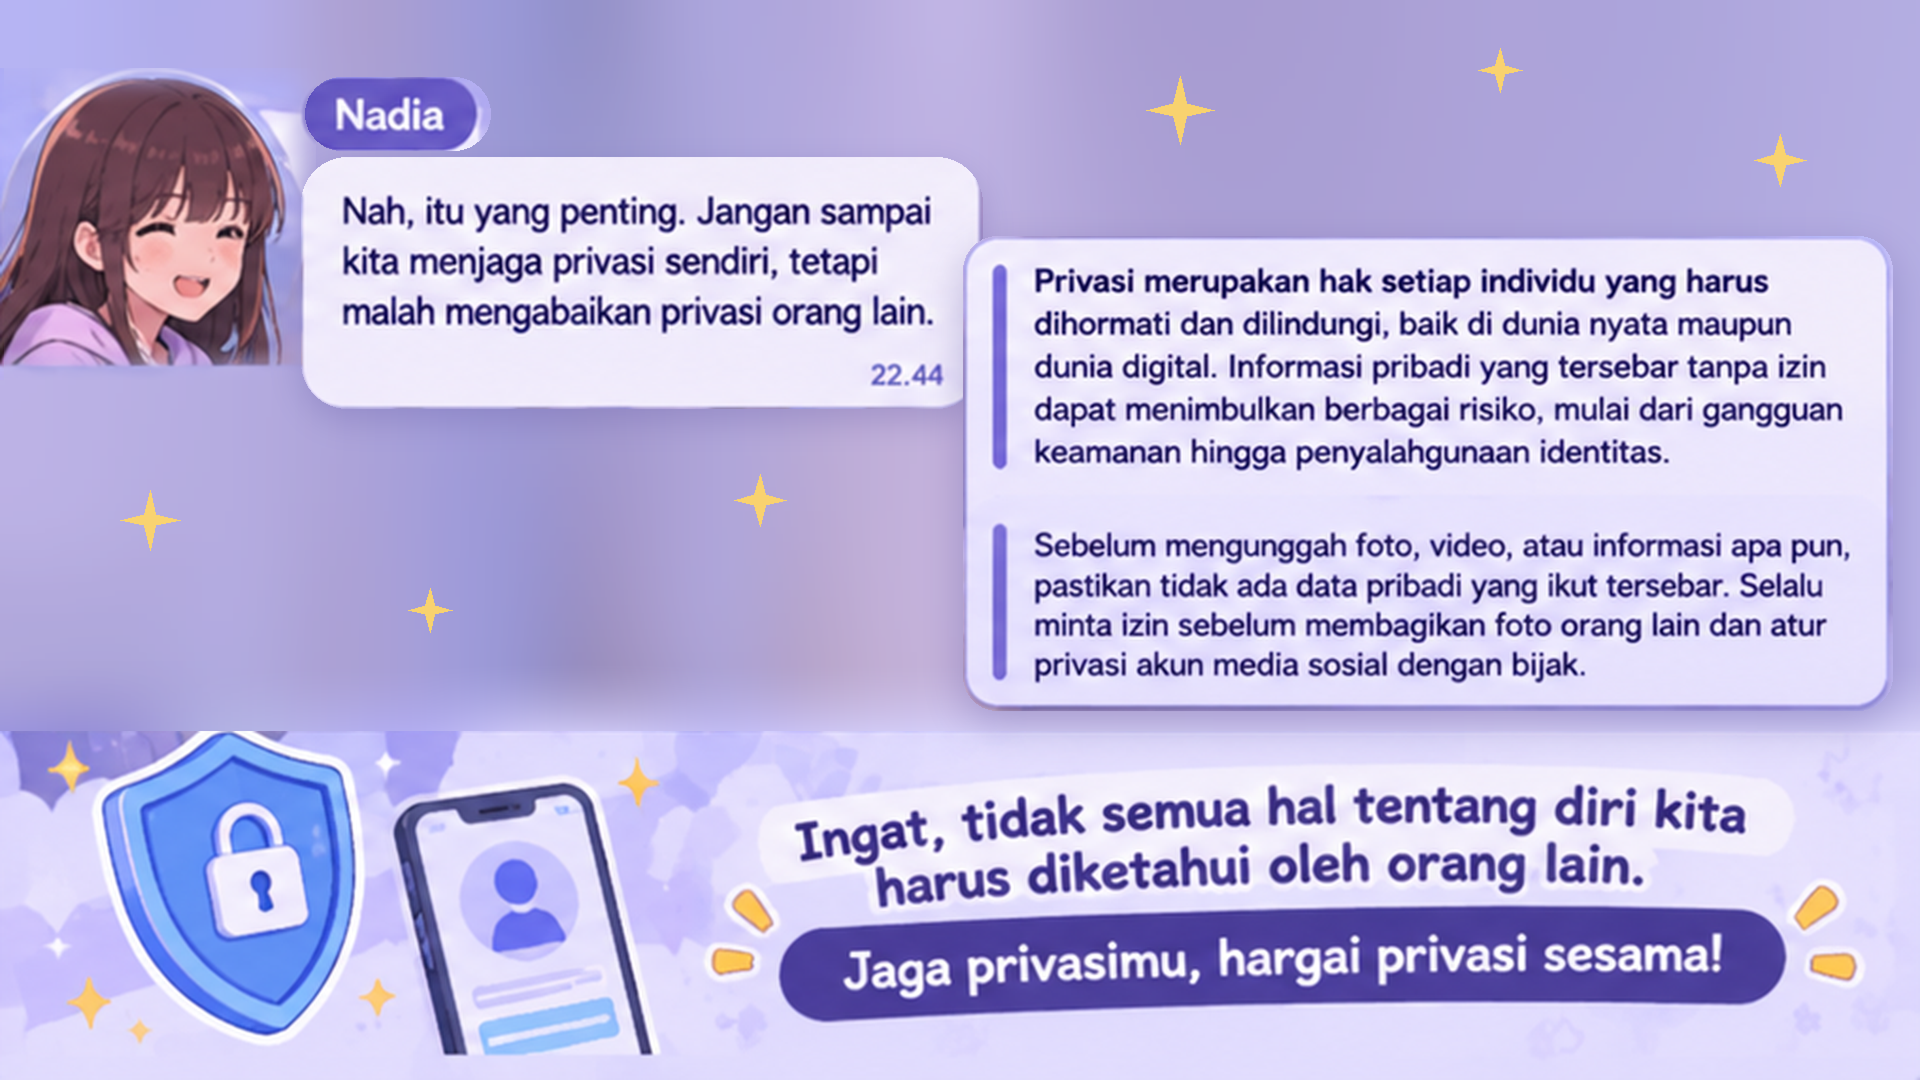 Nadia
Nah, itu yang penting. Jangan sampai
kita menjaga privasi sendiri, tetapi
malah mengabaikan privasi orang lain.
22.44
Privasi merupakan hak setiap individu yang harus
dihormati dan dilindungi, baik di dunia nyata maupun
dunia digital. Informasi pribadi yang tersebar tanpa izin
dapat menimbulkan berbagai risiko, mulai dari gangguan
keamanan hingga penyalahgunaan identitas.
Sebelum mengunggah foto, video, atau informasi apa pun,
pastikan tidak ada data pribadi yang ikut tersebar. Selalu
minta izin sebelum membagikan foto orang lain dan atur
privasi akun media sosial dengan bijak.
Ingat, tidak semua hal tentang diri kita
harus diketahui oleh orang lain.
Jaga privasimu, hargai privasi sesama!